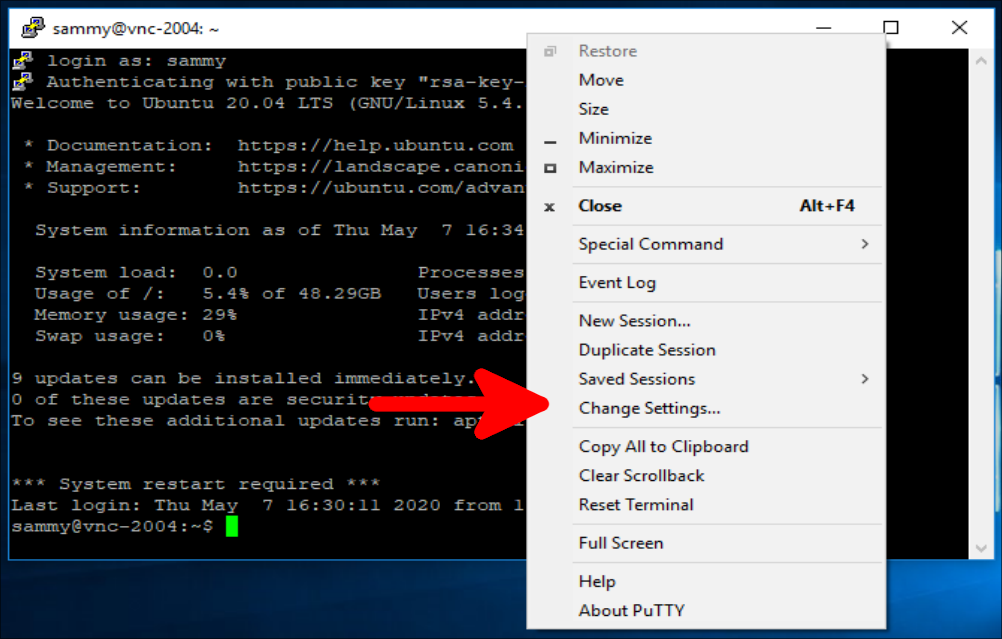 sammy@vnc-2004: ~
login as: sammy
Authenticating with public key "rsa-key-
Welcome to Ubuntu 20.04 LTS (GNU/Linux 5.4.
* Documentation:  https://help.ubuntu.com
* Management:     https://landscape.canoni
* Support:        https://ubuntu.com/advan
System information as of Thu May  7 16:34
System load:  0.0                Processes
Usage of /:   5.4% of 48.29GB   Users log
Memory usage: 29%               IPv4 addr
Swap usage:   0%                IPv4 addr
9 updates can be installed immediately.
0 of these updates are security
To see these additional updates run:
*** System restart required ***
Last login: Thu May  7 16:30:11 2020 from 1
sammy@vnc-2004:~$
Restore
Move
Size
Minimize
Maximize
x Close Alt+F4
Special Command >
Event Log
New Session...
Duplicate Session
Saved Sessions >
Change Settings...
Copy All to Clipboard
Clear Scrollback
Reset Terminal
Full Screen
Help
About PuTTY